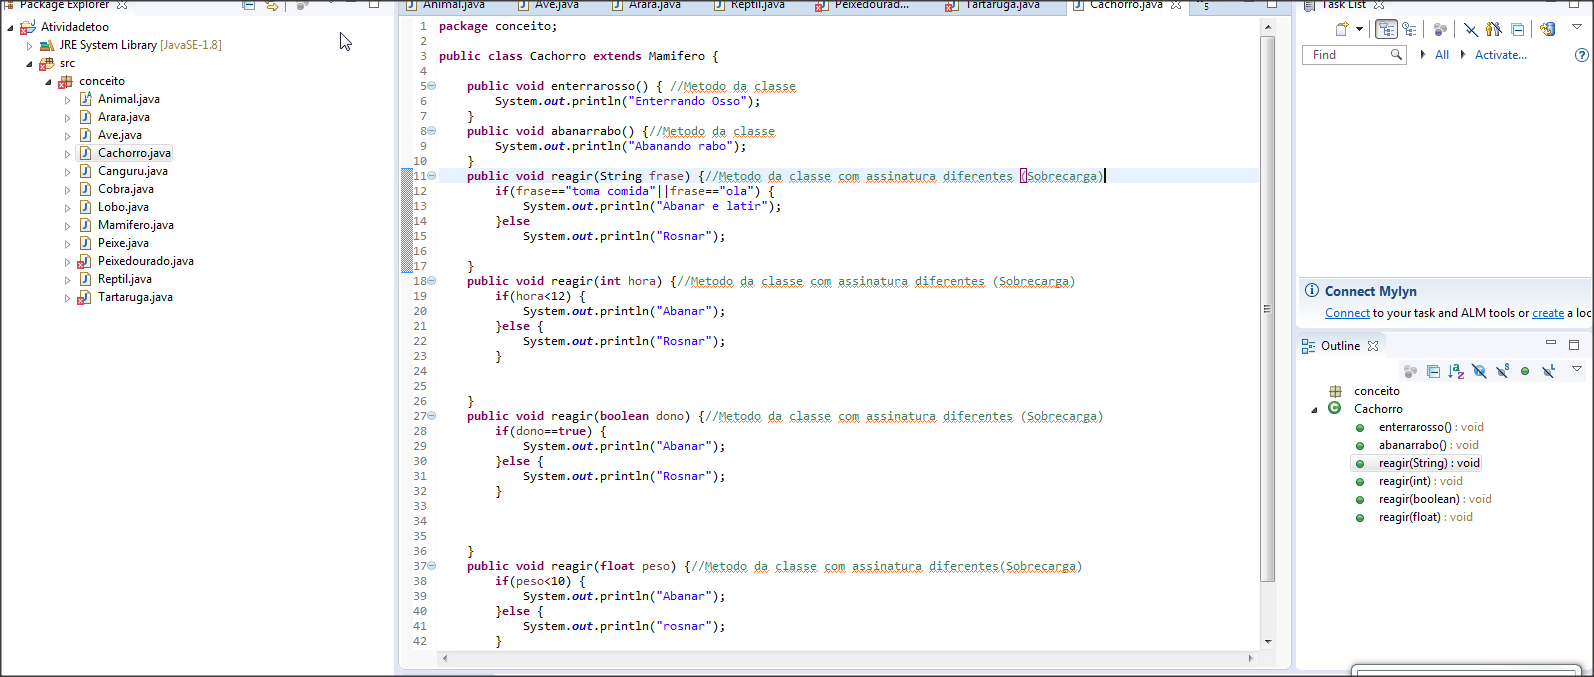 Package Explorer
Atividadetoo
JRE System Library [JavaSE-1.8]
src
conceito
Animal.java
Arara.java
Ave.java
Cachorro.java
Canguru.java
Cobra.java
Lobo.java
Mamifero.java
Peixe.java
Peixedourado.java
Reptil.java
Tartaruga.java
Animal.java Ave.java Arara.java Reptil.java Peixedourad... Tartaruga.java Cachorro.java »5
1 package conceito;
2
3 public class Cachorro extends Mamifero {
4
5 public void enterrarosso() { //Metodo da classe
6 System.out.println("Enterrando Osso");
7 }
8 public void abanarrabo() {//Metodo da classe
9 System.out.println("Abanando rabo");
10 }
11 public void reagir(String frase) {//Metodo da classe com assinatura diferentes (Sobrecarga)
12 if(frase=="toma comida"||frase=="ola") {
13 System.out.println("Abanar e latir");
14 }else
15 System.out.println("Rosnar");
16
17 }
18 public void reagir(int hora) {//Metodo da classe com assinatura diferentes (Sobrecarga)
19 if(hora<12) {
20 System.out.println("Abanar");
21 }else {
22 System.out.println("Rosnar");
23 }
24
25
26 }
27 public void reagir(boolean dono) {//Metodo da classe com assinatura diferentes (Sobrecarga)
28 if(dono==true) {
29 System.out.println("Abanar");
30 }else {
31 System.out.println("Rosnar");
32 }
33
34
35
36 }
37 public void reagir(float peso) {//Metodo da classe com assinatura diferentes(Sobrecarga)
38 if(peso<10) {
39 System.out.println("Abanar");
40 }else {
41 System.out.println("rosnar");
42 }
Task List
Find All Activate...
Connect Mylyn
Connect to your task and ALM tools or create a loc
Outline
conceito
Cachorro
enterrarosso() : void
abanarrabo() : void
reagir(String) : void
reagir(int) : void
reagir(boolean) : void
reagir(float) : void